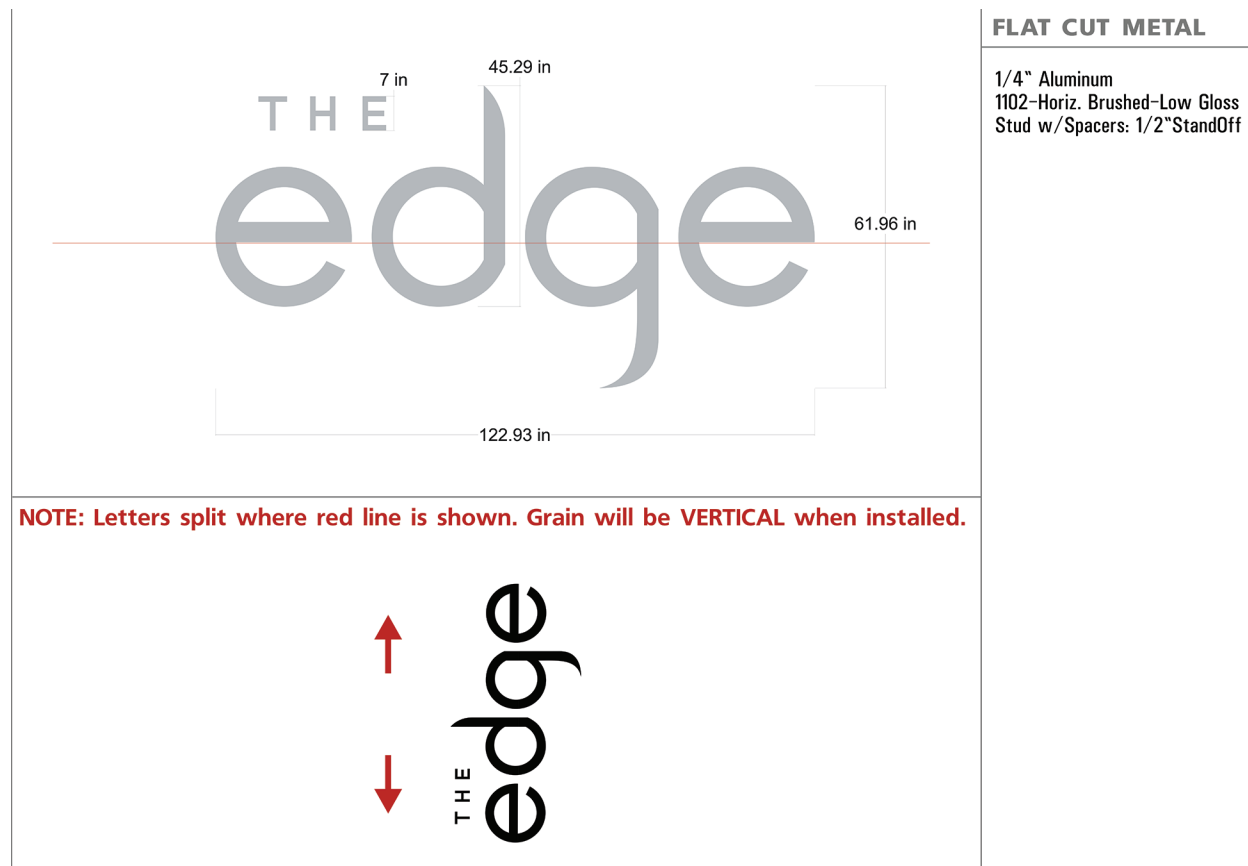 FLAT CUT METAL
1/4‟ Aluminum
1102-Horiz. Brushed-Low Gloss
Stud w/Spacers: 1/2‟StandOff
45.29 in
7 in
THE
edge
61.96 in
122.93 in
NOTE: Letters split where red line is shown. Grain will be VERTICAL when installed.
THE
edge